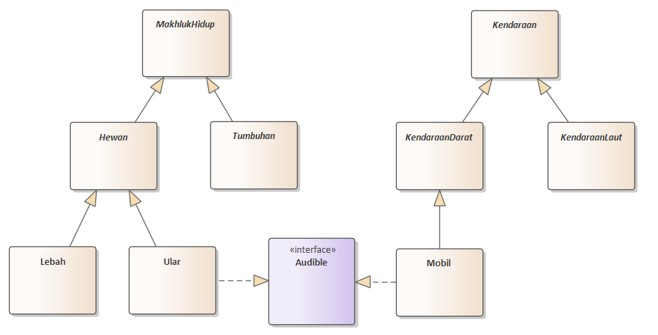 MakhlukHidup
Kendaraan
Hewan
Tumbuhan
KendaraanDarat
KendaraanLaut
Lebah
Ular
«interface»
Audible
Mobil